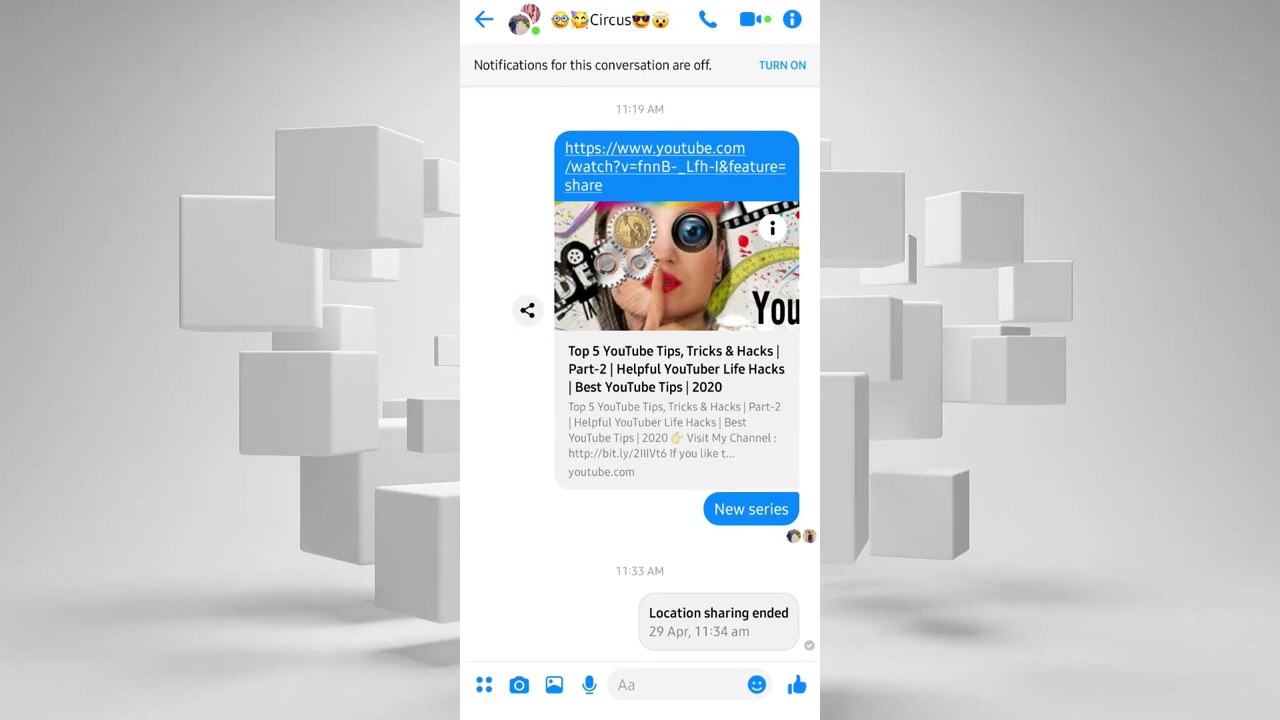 🤓🥳Circus😎🤯
Notifications for this conversation are off.
TURN ON
11:19 AM
https://www.youtube.com
/watch?v=fnnB-_Lfh-I&feature=
share
You
Top 5 YouTube Tips, Tricks & Hacks |
Part-2 | Helpful YouTuber Life Hacks
| Best YouTube Tips | 2020
Top 5 YouTube Tips, Tricks & Hacks | Part-2
| Helpful YouTuber Life Hacks | Best
YouTube Tips | 2020 👉 Visit My Channel :
http://bit.ly/2IIIVt6 If you like t...
youtube.com
New series
11:33 AM
Location sharing ended
29 Apr, 11:34 am
Aa